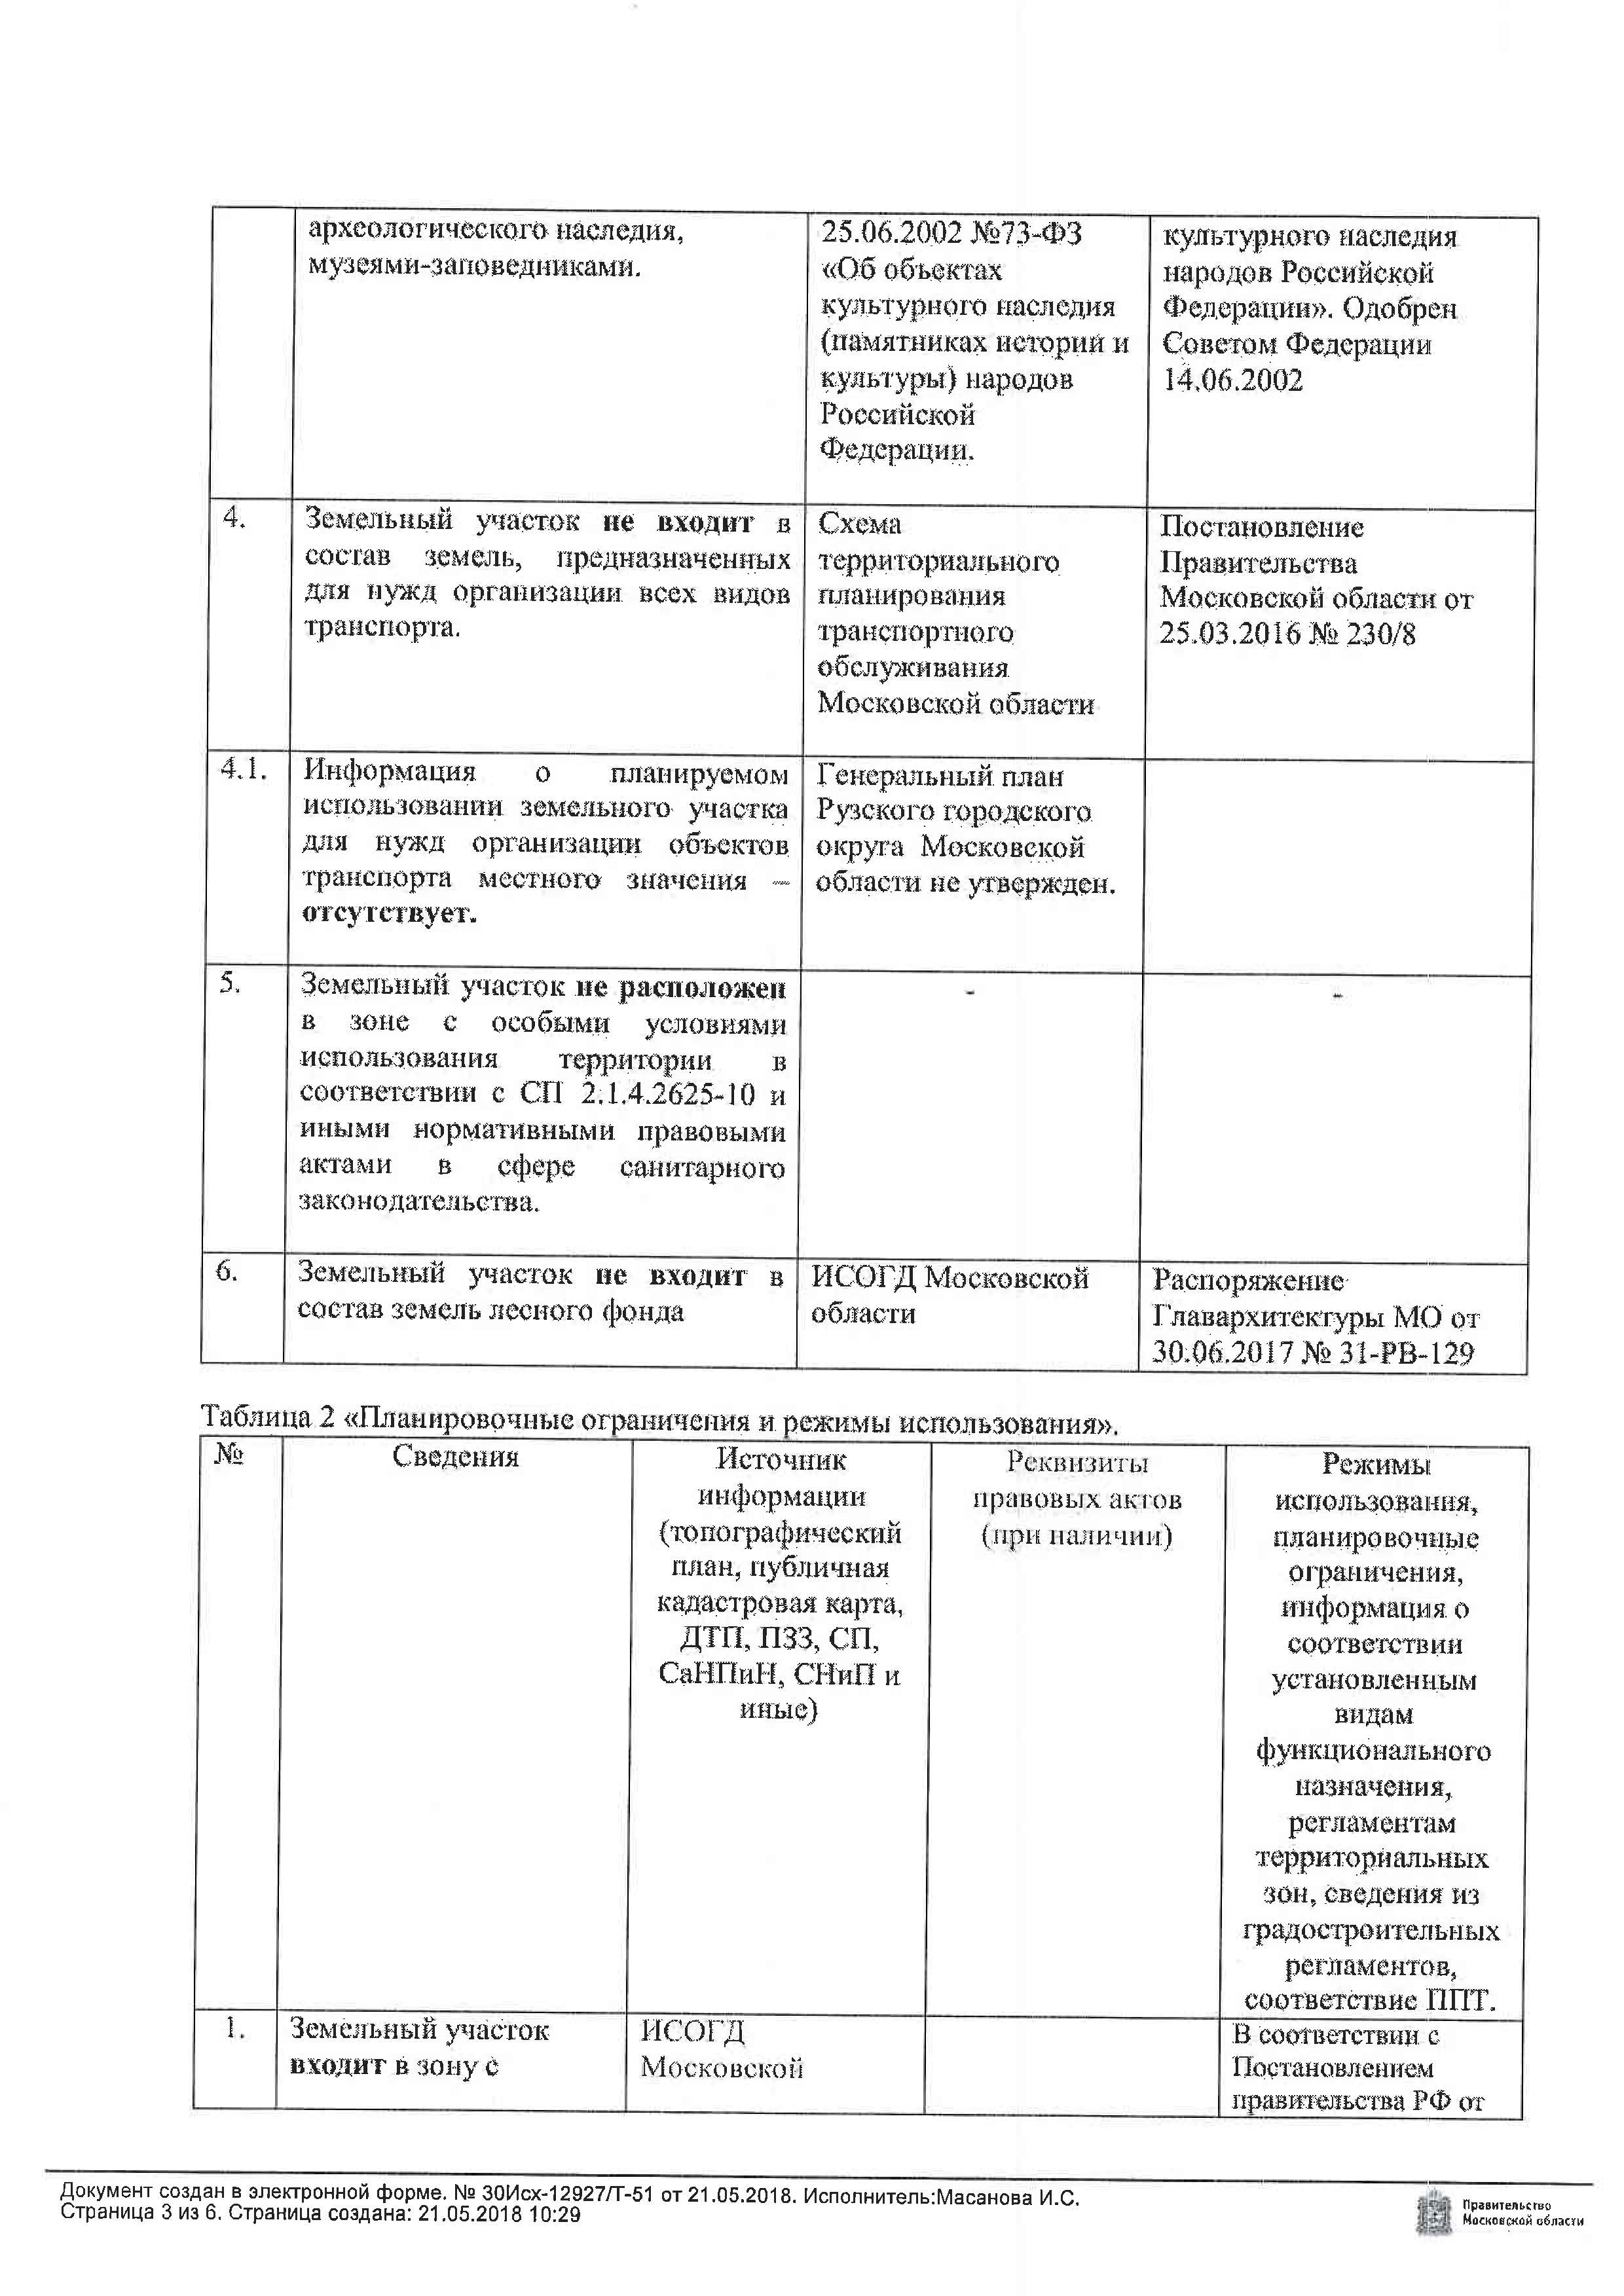 археологического наследия,
музеями-заповедниками.
25.06.2002 №73-ФЗ
«Об объектах
культурного наследия
(памятниках истории и
культуры) народов
Российской
Федерации.
культурного наследия
народов Российской
Федерации». Одобрен
Советом Федерации
14.06.2002
4.
Земельный участок не входит в
состав земель, предназначенных
для нужд организации всех видов
транспорта.
Схема
территориального
планирования
транспортного
обслуживания
Московской области
Постановление
Правительства
Московской области от
25.03.2016 № 230/8
4.1.
Информация о планируемом
использовании земельного участка
для нужд организации объектов
транспорта местного значения –
отсутствует.
Генеральный план
Рузского городского
округа Московской
области не утвержден.
5.
Земельный участок не расположен
в зоне с особыми условиями
использования территории в
соответствии с СП 2.1.4.2625-10 и
иными нормативными правовыми
актами в сфере санитарного
законодательства.
-
-
6.
Земельный участок не входит в
состав земель лесного фонда
ИСОГД Московской
области
Распоряжение
Главархитектуры МО от
30.06.2017 № 31-РВ-129
Таблица 2 «Планировочные ограничения и режимы использования».
№
Сведения
Источник
информации
(топографический
план, публичная
кадастровая карта,
ДТП, ПЗЗ, СП,
СаНПиН, СНиП и
иные)
Реквизиты
правовых актов
(при наличии)
Режимы
использования,
планировочные
ограничения,
информация о
соответствии
установленным
видам
функционального
назначения,
регламентам
территориальных
зон, сведения из
градостроительных
регламентов,
соответствие ППТ.
1.
Земельный участок
входит в зону с
ИСОГД
Московской
В соответствии с
Постановлением
правительства РФ от
Документ создан в электронной форме. № 30Исх-12927/Т-51 от 21.05.2018. Исполнитель:Масанова И.С.
Страница 3 из 6. Страница создана: 21.05.2018 10:29
Правительство
Московской области